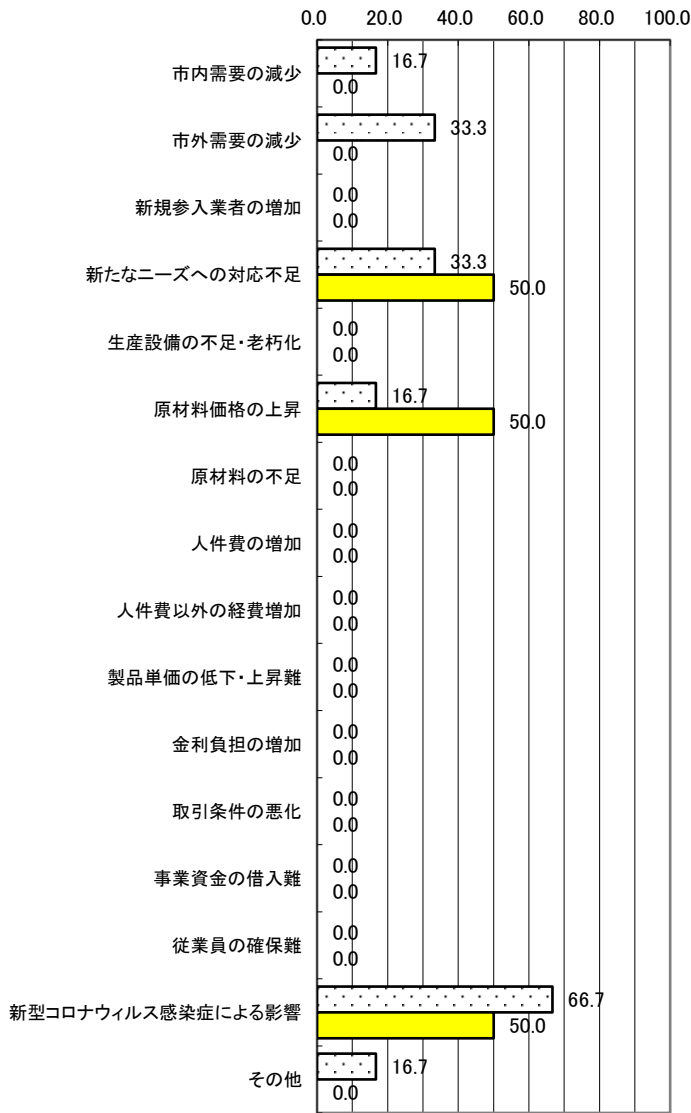 0.0 20.0 40.0 60.0 80.0 100.0
市内需要の減少
16.7
0.0
市外需要の減少
33.3
0.0
新規参入業者の増加
0.0
0.0
新たなニーズへの対応不足
33.3
50.0
生産設備の不足・老朽化
0.0
0.0
原材料価格の上昇
16.7
50.0
原材料の不足
0.0
0.0
人件費の増加
0.0
0.0
人件費以外の経費増加
0.0
0.0
製品単価の低下・上昇難
0.0
0.0
金利負担の増加
0.0
0.0
取引条件の悪化
0.0
0.0
事業資金の借入難
0.0
0.0
従業員の確保難
0.0
0.0
新型コロナウィルス感染症による影響
66.7
50.0
その他
16.7
0.0